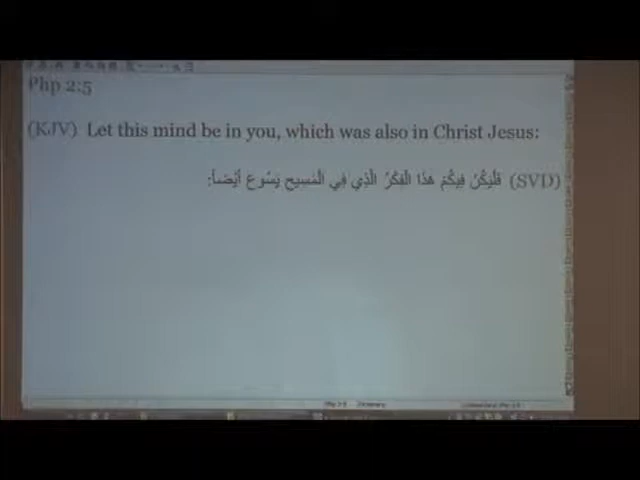 Php 2:5
(KJV) Let this mind be in you, which was also in Christ Jesus:
(SVD) فَلْيَكُنْ فِيكُمْ هَذَا الْفِكْرُ الَّذِي فِي الْمَسِيحِ يَسُوعَ أَيْضاً: